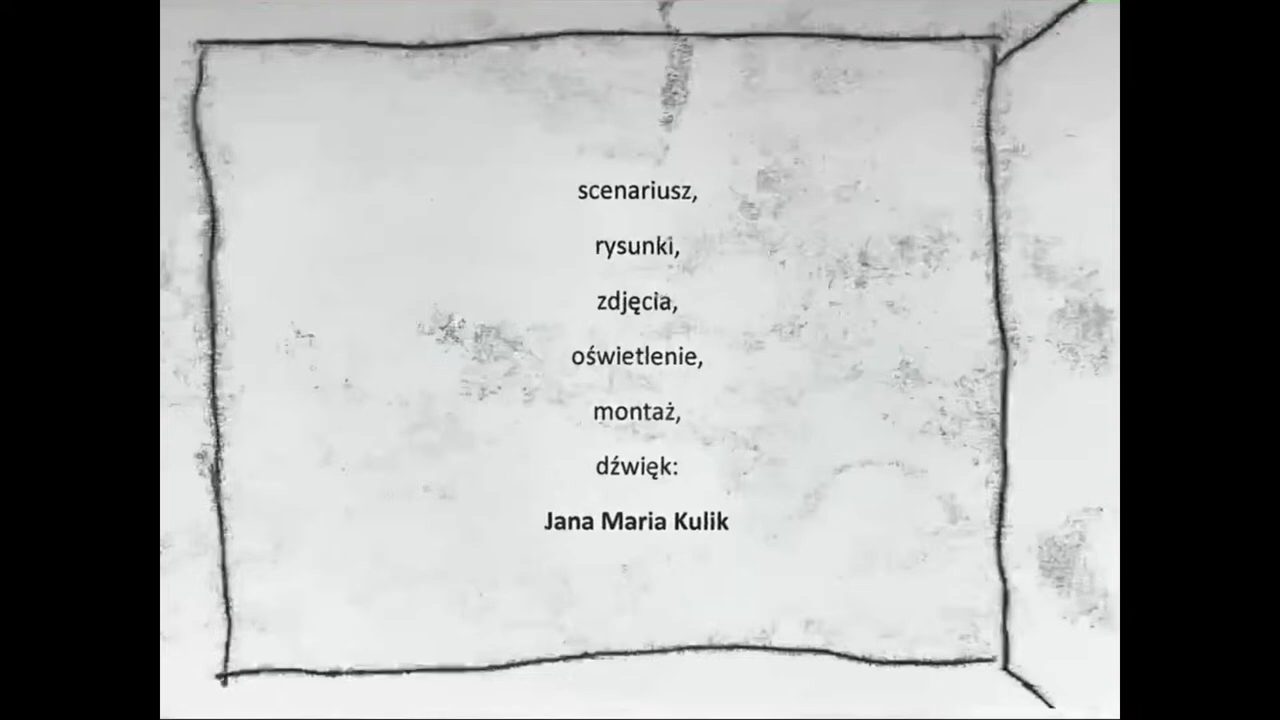 scenariusz,
rysunki,
zdjęcia,
oświetlenie,
montaż,
dźwięk:
Jana Maria Kulik